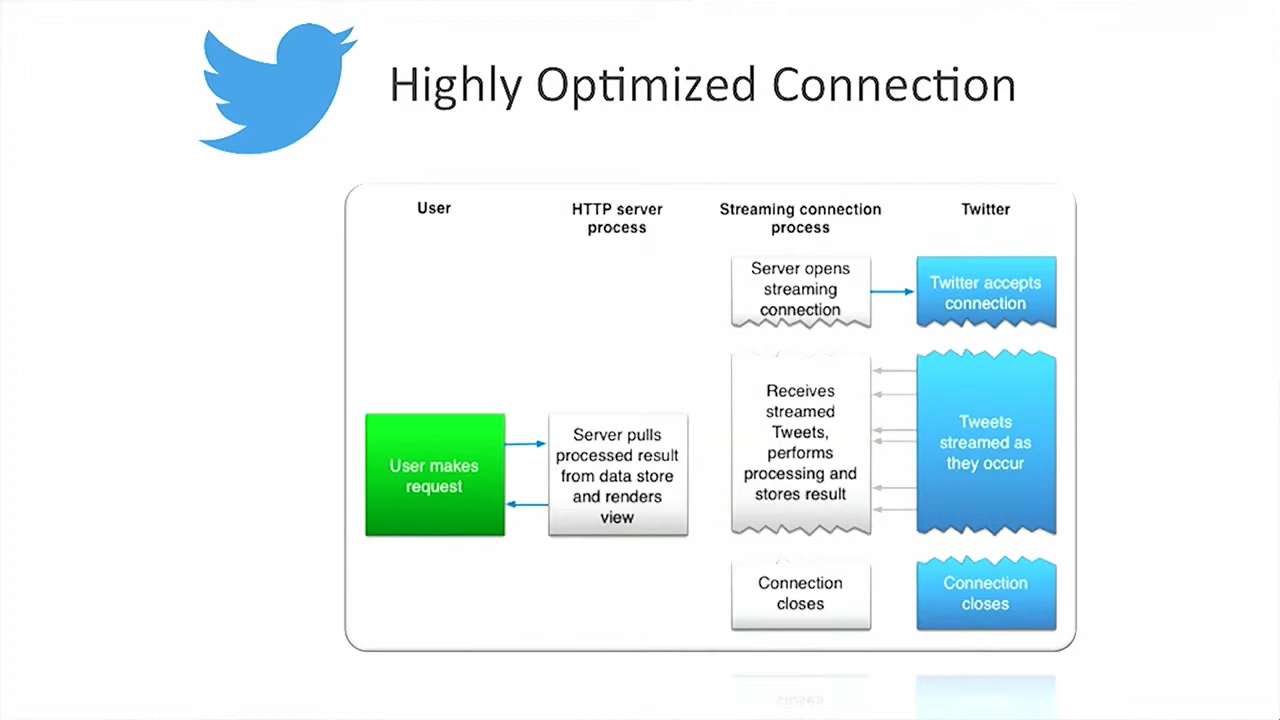 Highly Optimized Connection
User
HTTP server
process
Streaming connection
process
Twitter
Server opens
streaming
connection
Twitter accepts
connection
Receives
streamed
Tweets,
performs
processing and
stores result
Tweets
streamed as
they occur
User makes
request
Server pulls
processed result
from data store
and renders
view
Connection
closes
Connection
closes